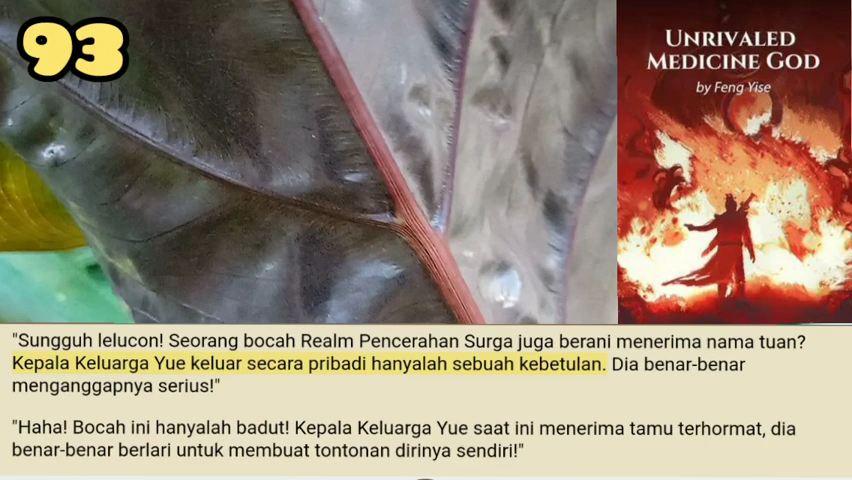 93
UNRIVALED
MEDICINE GOD
by Feng Yise
"Sungguh lelucon! Seorang bocah Realm Pencerahan Surga juga berani menerima nama tuan?
Kepala Keluarga Yue keluar secara pribadi hanyalah sebuah kebetulan. Dia benar-benar
menganggapnya serius!"
"Haha! Bocah ini hanyalah badut! Kepala Keluarga Yue saat ini menerima tamu terhormat, dia
benar-benar berlari untuk membuat tontonan dirinya sendiri!"